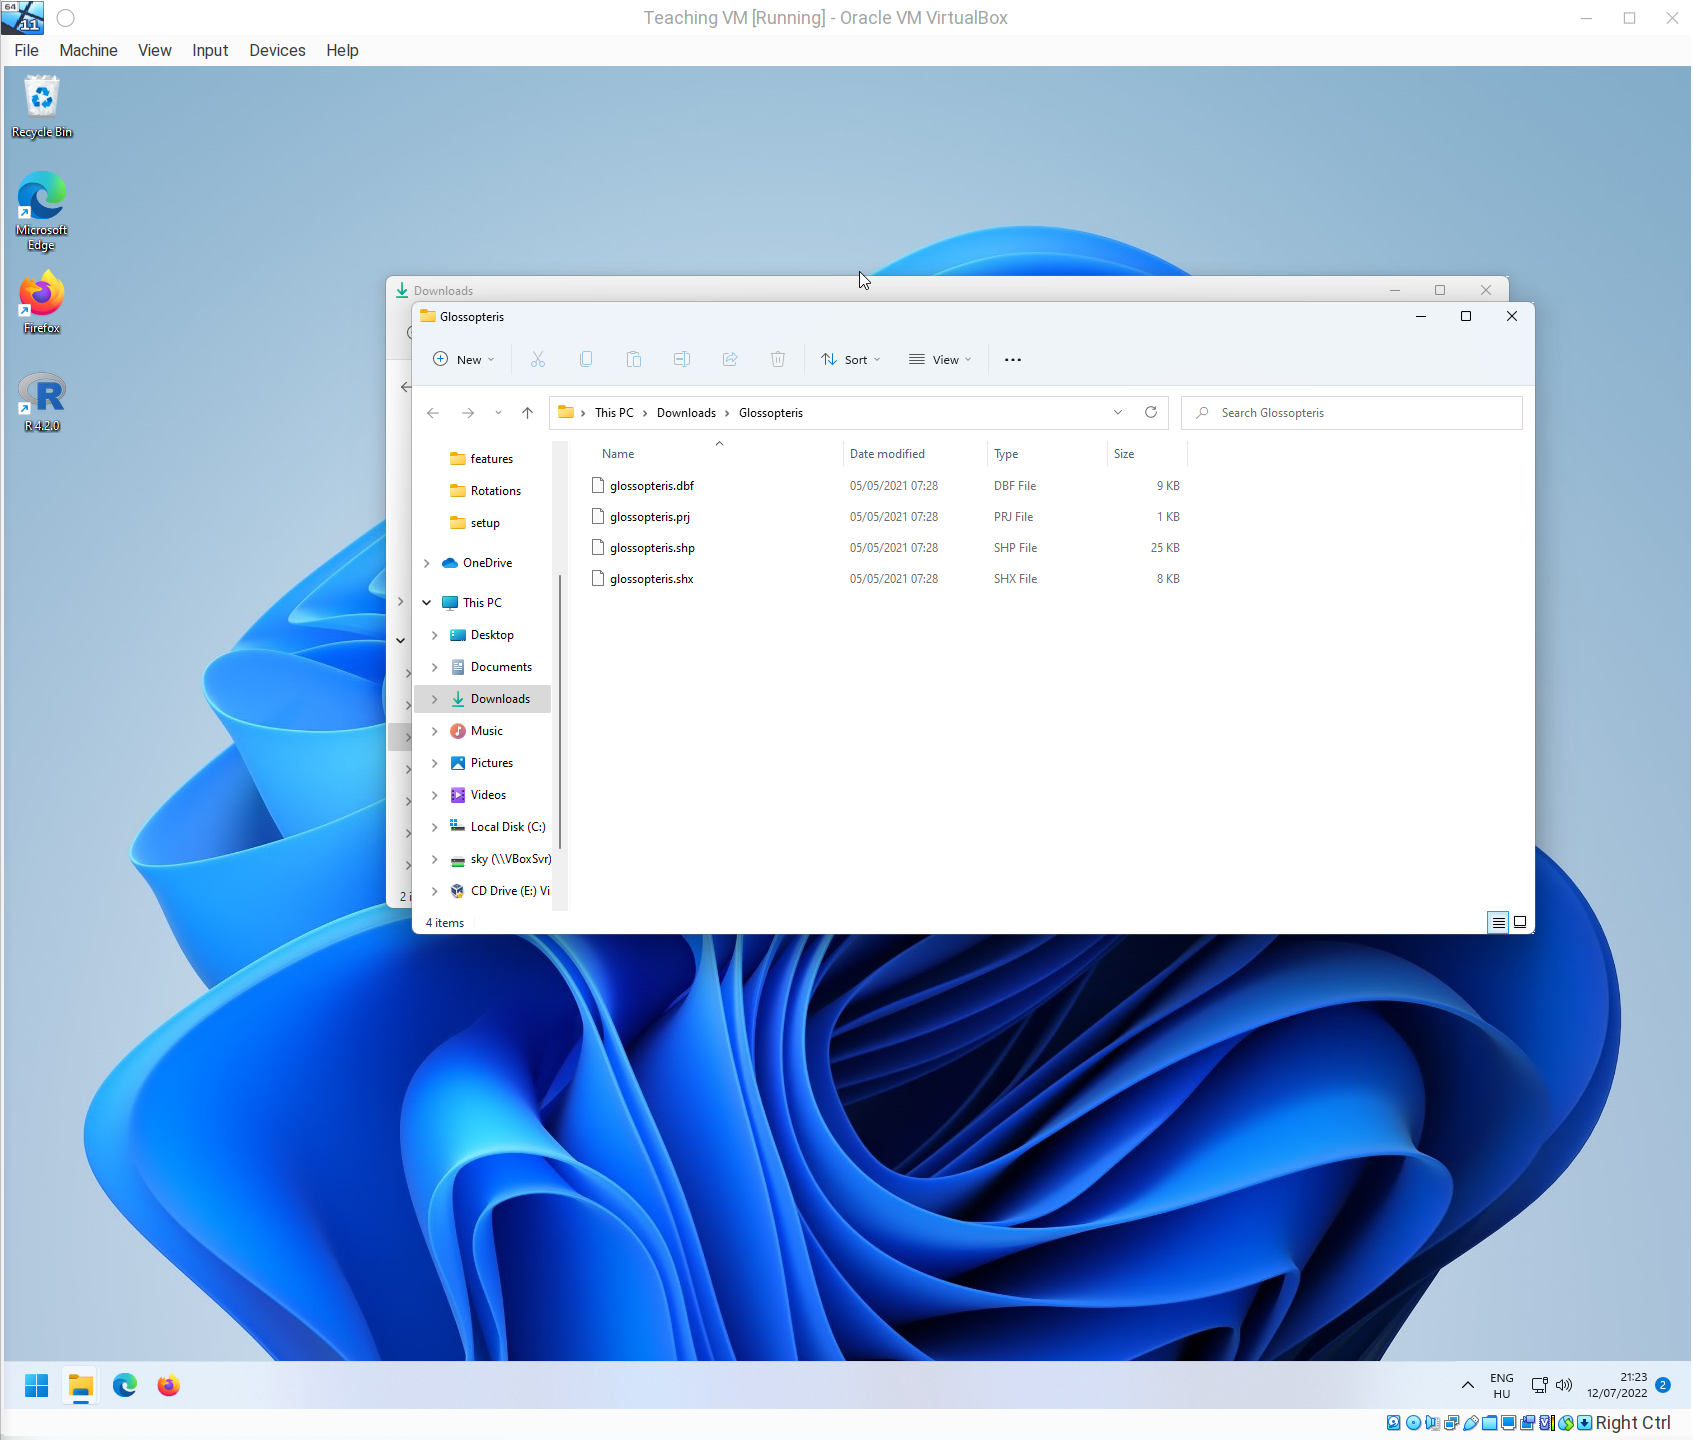 64
11
Teaching VM [Running] - Oracle VM VirtualBox
File Machine View Input Devices Help
Recycle Bin
Microsoft
Edge
Firefox
R 4.2.0
Downloads
Glossopteris
New
Sort
View
This PC
Downloads
Glossopteris
Search Glossopteris
features
Rotations
setup
OneDrive
This PC
Desktop
Documents
Downloads
Music
Pictures
Videos
Local Disk (C:)
sky (\\VBoxSvr)
CD Drive (E:) Vi
Name Date modified Type Size
glossopteris.dbf 05/05/2021 07:28 DBF File 9 KB
glossopteris.prj 05/05/2021 07:28 PRJ File 1 KB
glossopteris.shp 05/05/2021 07:28 SHP File 25 KB
glossopteris.shx 05/05/2021 07:28 SHX File 8 KB
2 i
4 items
ENG
HU
21:23
12/07/2022
2
Right Ctrl